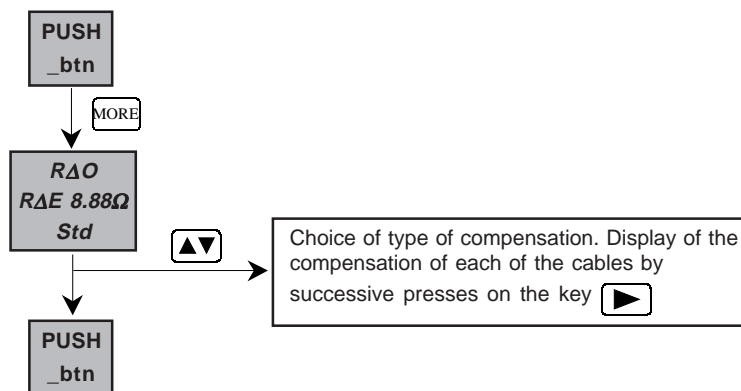 PUSH
_btn
MORE
RΔO
RΔE 8.88Ω
Std
▲▼
Choice of type of compensation. Display of the
compensation of each of the cables by
successive presses on the key ►
PUSH
_btn